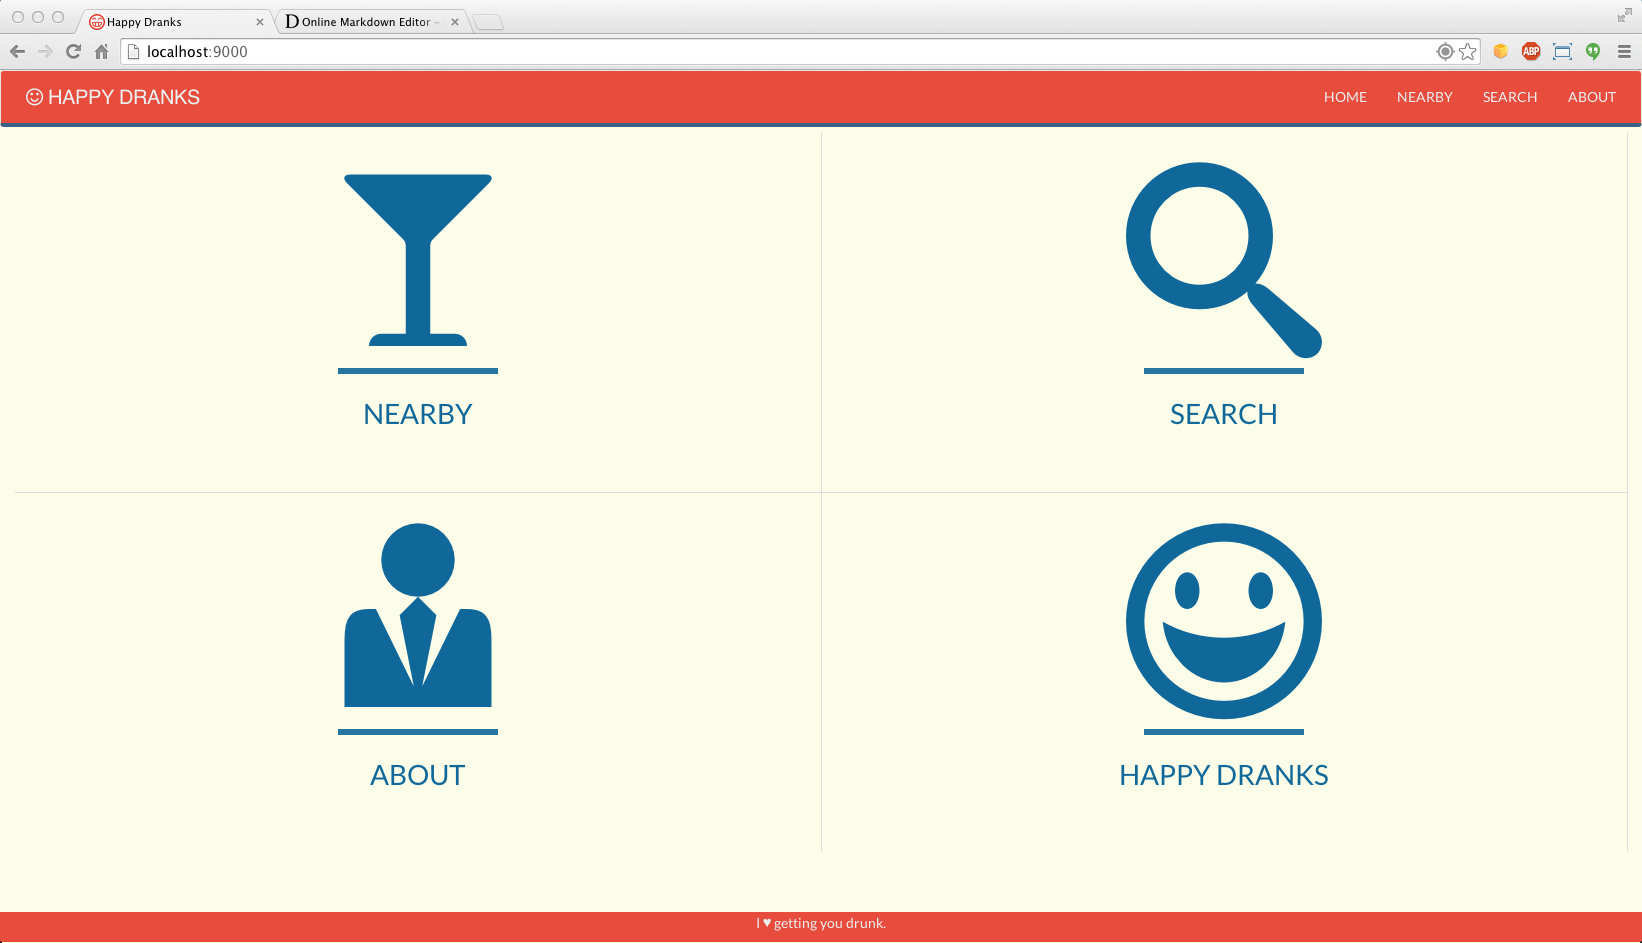 Happy Dranks
D Online Markdown Editor –
localhost:9000
ABP
HAPPY DRANKS
HOME NEARBY SEARCH ABOUT
NEARBY
SEARCH
ABOUT
HAPPY DRANKS
I ♥ getting you drunk.